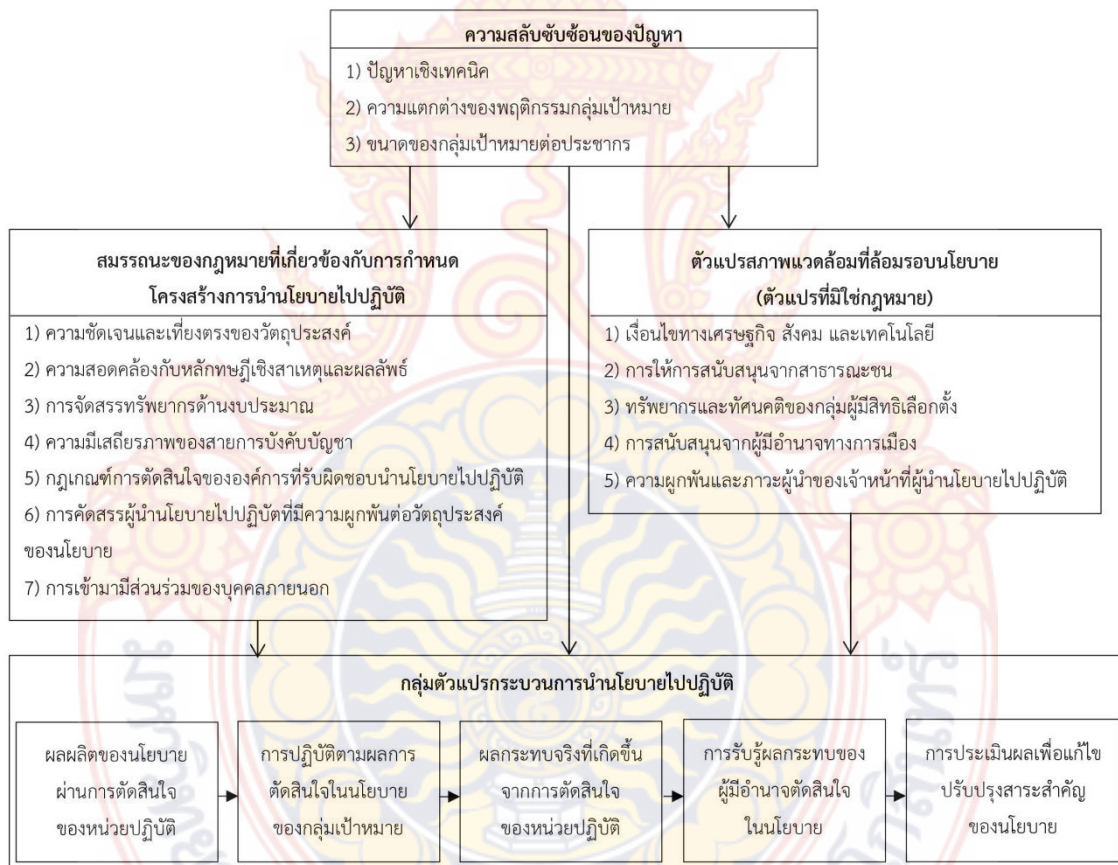 ความสลับซับซ้อนของปัญหา
1) ปัญหาเชิงเทคนิค
2) ความแตกต่างของพฤติกรรมกลุ่มเป้าหมาย
3) ขนาดของกลุ่มเป้าหมายต่อประชากร
สมรรถนะของกฎหมายที่เกี่ยวข้องกับการกำหนด
โครงสร้างการนำนโยบายไปปฏิบัติ
1) ความชัดเจนและเที่ยงตรงของวัตถุประสงค์
2) ความสอดคล้องกับหลักทษฎีเชิงสาเหตุและผลลัพธ์
3) การจัดสรรทรัพยากรด้านงบประมาณ
4) ความมีเสถียรภาพของสายการบังคับบัญชา
5) กฎเกณฑ์การตัดสินใจขององค์การที่รับผิดชอบนำนโยบายไปปฏิบัติ
6) การคัดสรรผู้นำนโยบายไปปฏิบัตที่มีความผูกพันต่อวัตถุประสงค์
ของนโยบาย
7) การเข้ามามีส่วนร่วมของบุคคลภายนอก
ตัวแปรสภาพแวดล้อมที่ล้อมรอบนโยบาย
(ตัวแปรที่มิใช่กฎหมาย)
1) เงื่อนไขทางเศรษฐกิจ สังคม และเทคโนโลยี
2) การให้การสนับสนุนจากสาธารณะชน
3) ทรัพยากรและทัศนคติของกลุ่มผู้มีสิทธิเลือกตั้ง
4) การสนับสนุนจากผู้มีอำนาจทางการเมือง
5) ความผูกพันและภาวะผู้นำของเจ้าหน้าที่ผู้นำนโยบายไปปฏิบัติ
กลุ่มตัวแปรกระบวนการนำนโยบายไปปฏิบัติ
ผลผลิตของนโยบาย
ผ่านการตัดสินใจ
ของหน่วยปฏิบัติ
การปฏิบัติตามผลการ
ตัดสินใจในนโยบาย
ของกลุ่มเป้าหมาย
ผลกระทบจริงที่เกิดขึ้น
จากการตัดสินใจ
ของหน่วยปฏิบัติ
การรับรู้ผลกระทบของ
ผู้มีอำนาจตัดสินใจ
ในนโยบาย
การประเมินผลเพื่อแก้ไข
ปรับปรุงสาระสำคัญ
ของนโยบาย